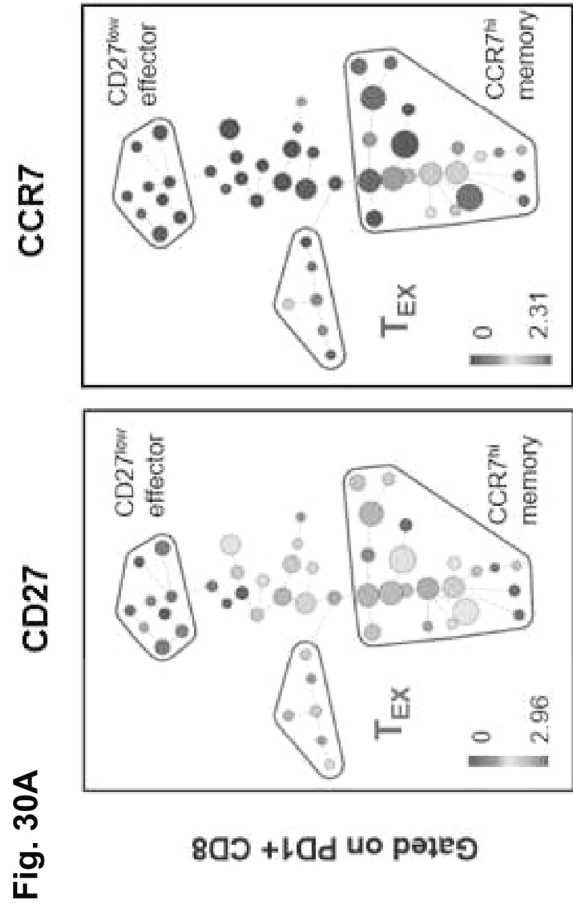 Fig. 30A
Gated on PD1+ CD8
CD27
CD27low
effector
TEX
0
2.96
CCR7hi
memory
CCR7
CD27low
effector
TEX
0
2.31
CCR7hi
memory